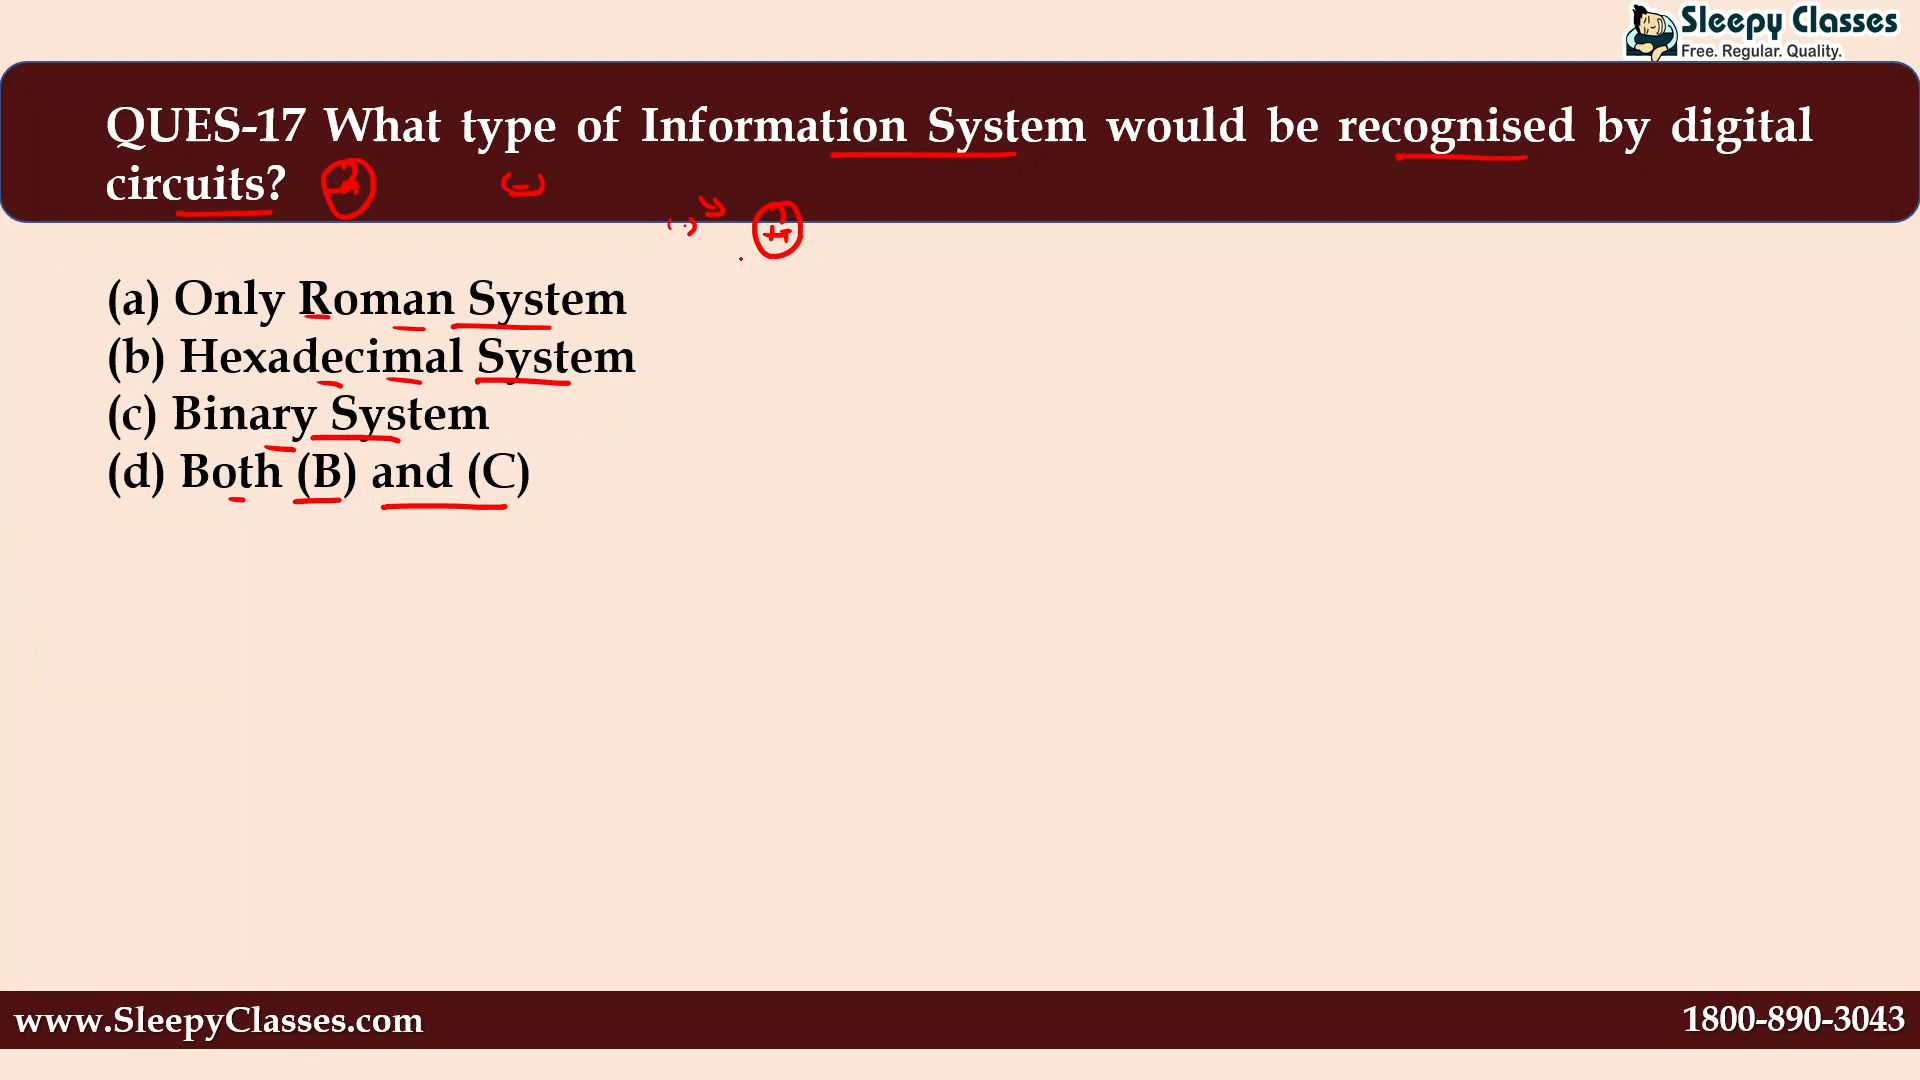 Sleepy Classes
Free. Regular. Quality.
QUES-17 What type of Information System would be recognised by digital
circuits?
(a) Only Roman System
(b) Hexadecimal System
(c) Binary System
(d) Both (B) and (C)
www.SleepyClasses.com
1800-890-3043